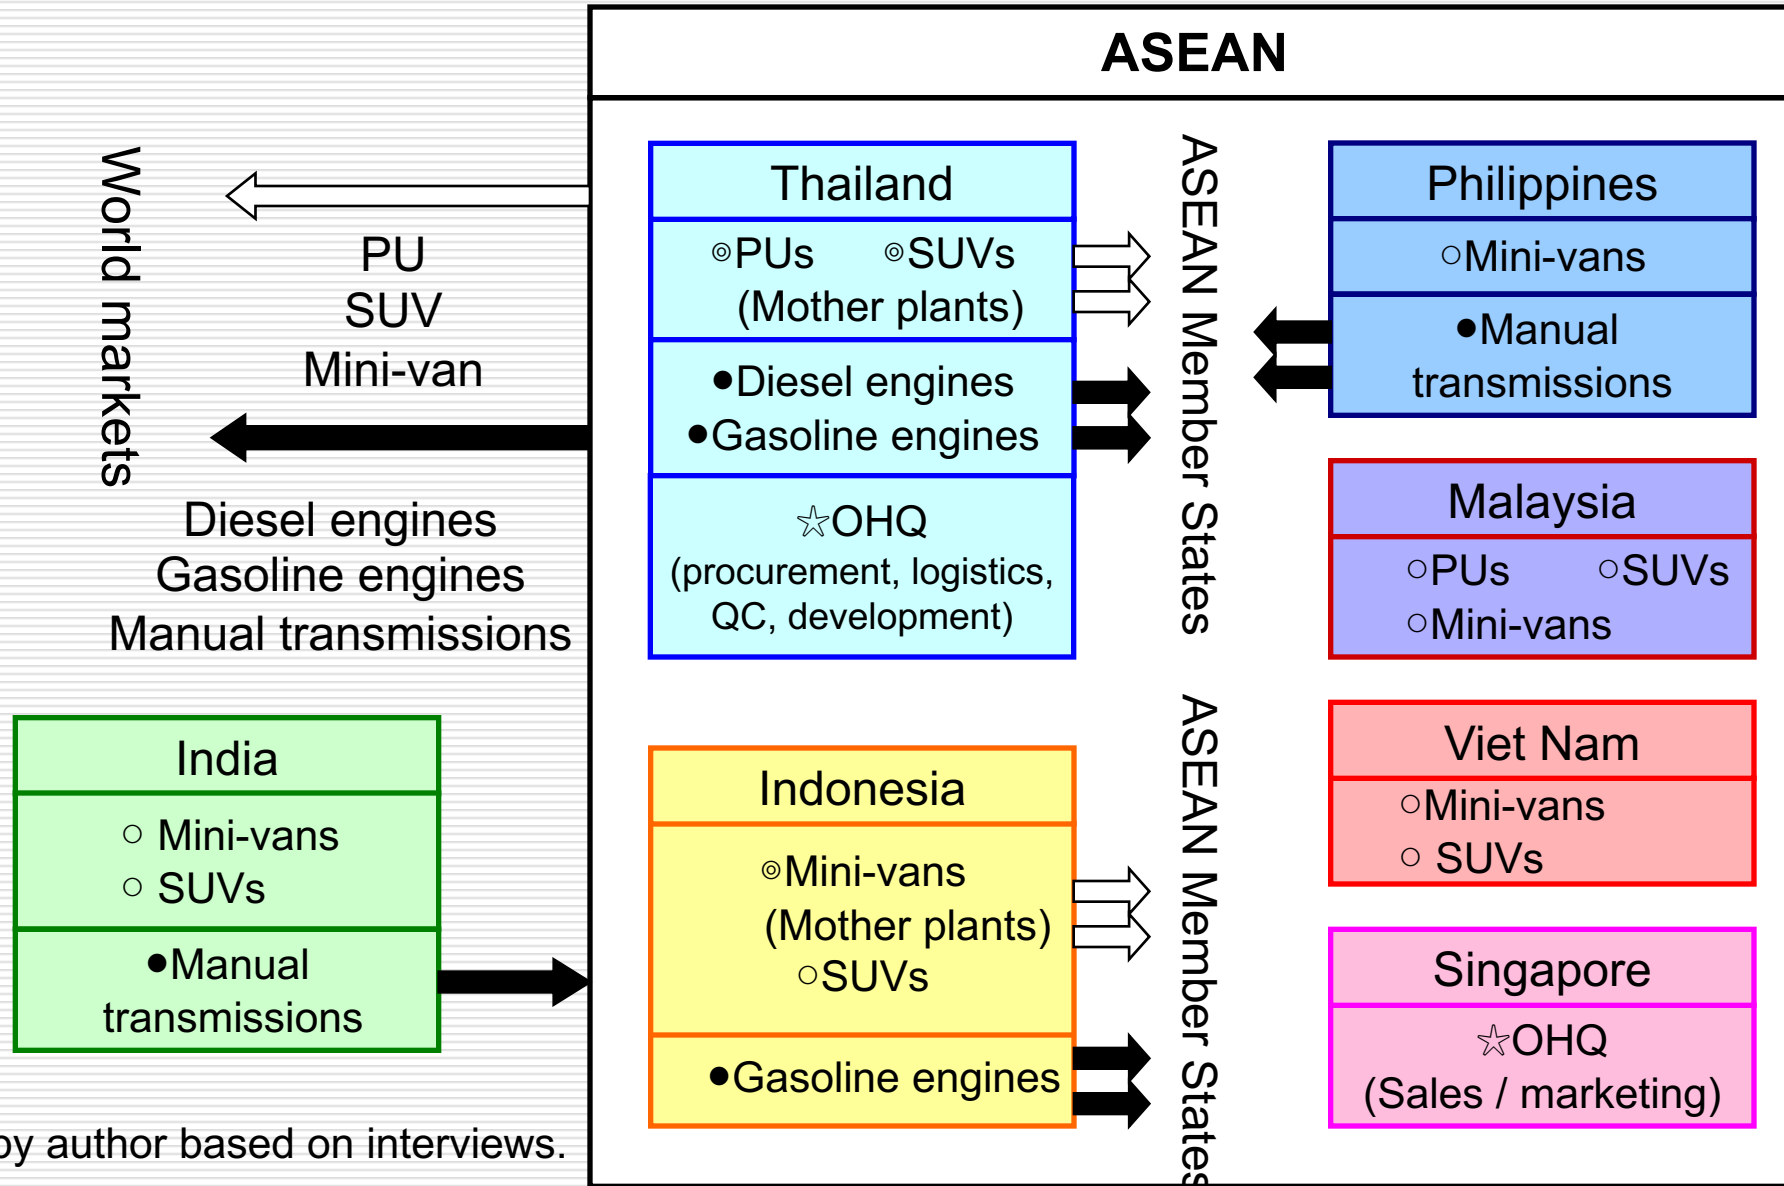 ASEAN
World markets
PU
SUV
Mini-van
Diesel engines
Gasoline engines
Manual transmissions
Thailand
◎PUs ◎SUVs
(Mother plants)
●Diesel engines
●Gasoline engines
☆OHQ
(procurement, logistics,
QC, development)
ASEAN Member States
Philippines
○Mini-vans
●Manual
transmissions
Malaysia
○PUs ○SUVs
○Mini-vans
India
○ Mini-vans
○ SUVs
●Manual
transmissions
Indonesia
◎Mini-vans
(Mother plants)
○SUVs
●Gasoline engines
ASEAN Member States
Viet Nam
○Mini-vans
○ SUVs
Singapore
☆OHQ
(Sales / marketing)
by author based on interviews.